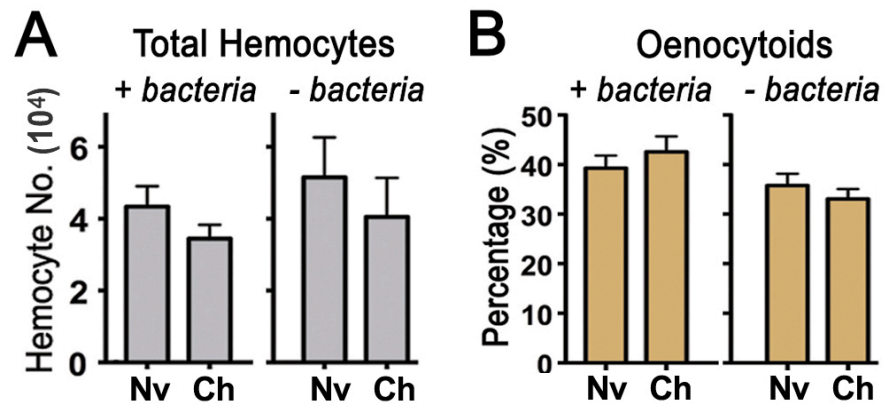 A
Total Hemocytes
+ bacteria
- bacteria
Hemocyte No. (10⁴)
6
4
2
0
Nv Ch
Nv Ch
B
Oenocytoids
+ bacteria
- bacteria
Percentage (%)
50
40
30
20
10
0
Nv Ch
Nv Ch